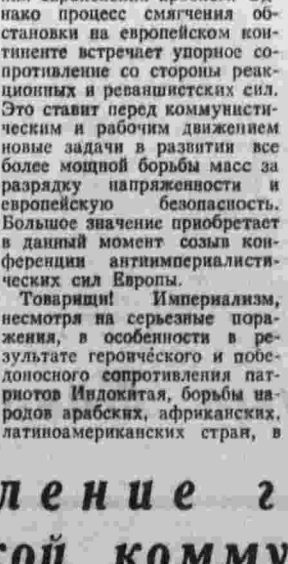 нако процесс смягчения об-
становки на европейском кон-
тиненте встречает упорное со-
противление со стороны реак-
ционных и реваншистских сил.
Это ставит перед коммунисти-
ческим и рабочим движением
новые задачи в развитии все
более мощной борьбы масс за
разрядку напряженности и
европейскую безопасность.
Большое значение приобретает
в данный момент созыв кон-
ференции антиимпериалисти-
ческих сил Европы.
Товарищи! Империализм,
несмотря на серьезные пора-
жения, в особенности в ре-
зультате героического и побе-
доносного сопротивления пат-
риотов Индокитая, борьбы на-
родов арабских, африканских,
латиноамериканских стран, в
ление г
кой комму